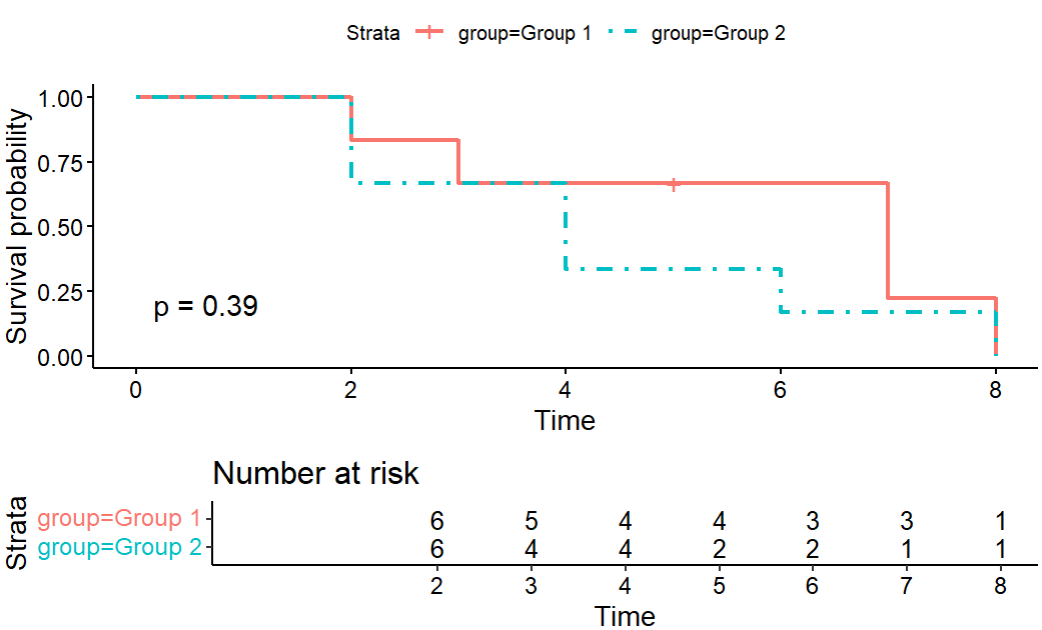 Strata group=Group 1 group=Group 2
Survival probability
1.00
0.75
0.50
0.25
0.00
p = 0.39
0 2 4 6 8
Time
Number at risk
Strata
group=Group 1 6 5 4 4 3 3 1
group=Group 2 6 4 4 2 2 1 1
2 3 4 5 6 7 8
Time